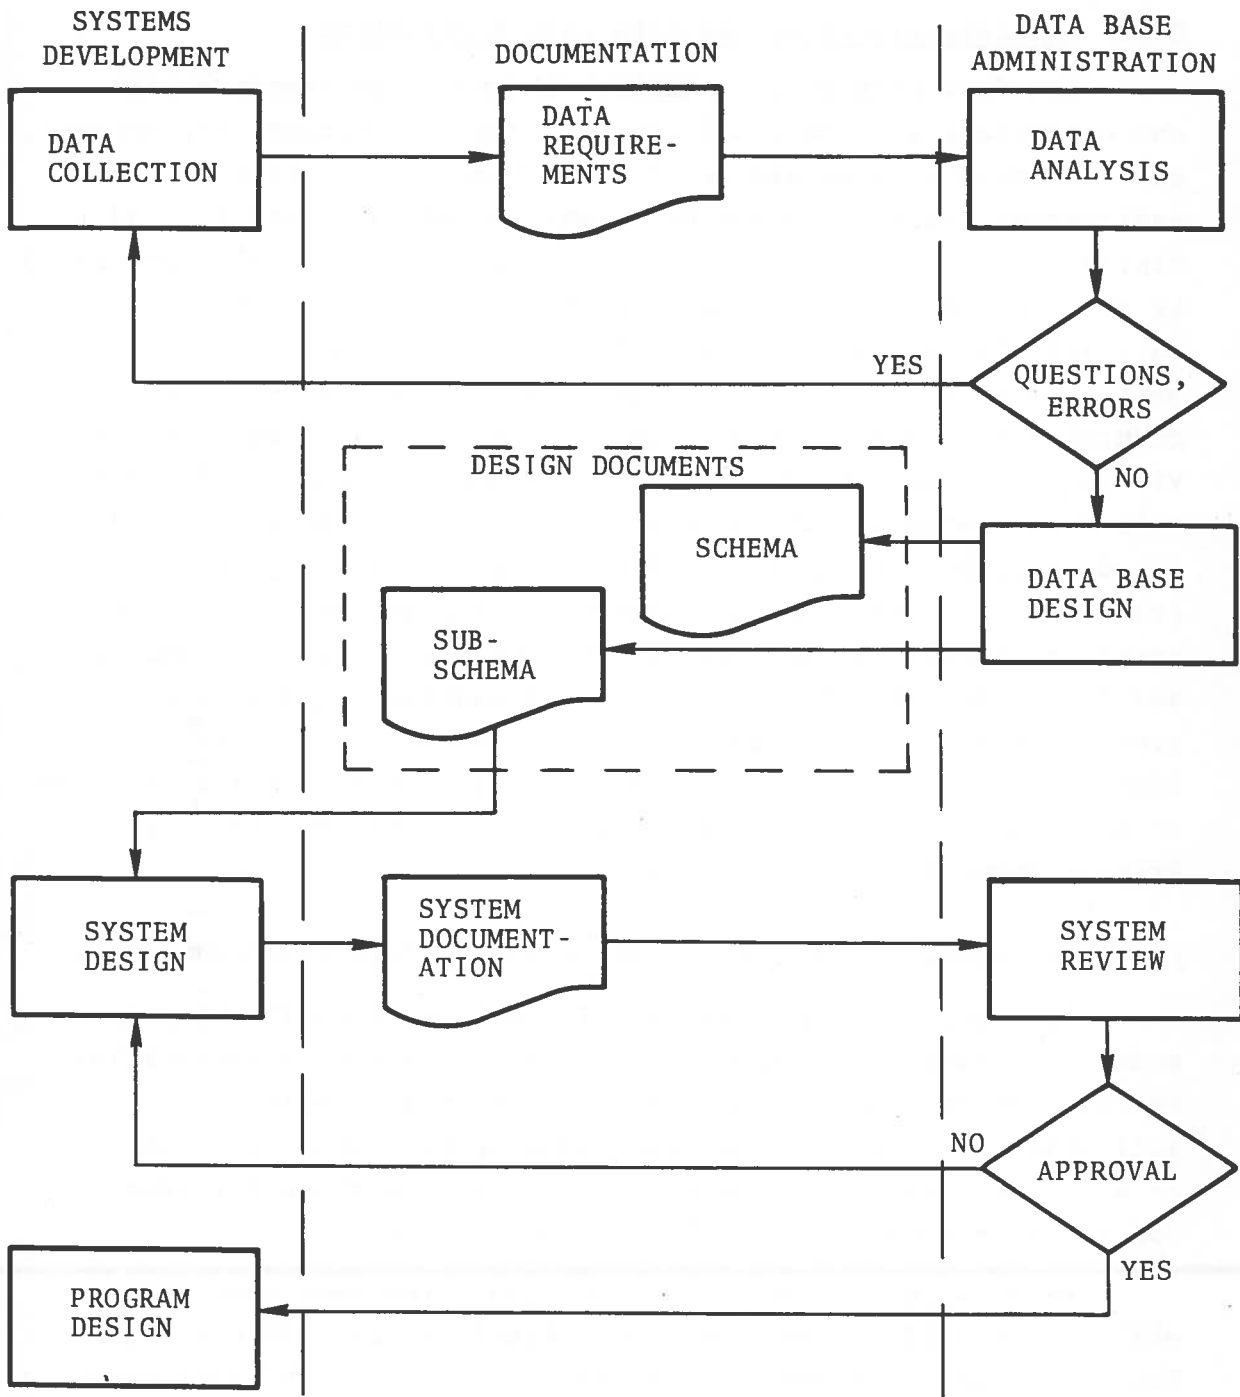 SYSTEMS
DEVELOPMENT
DOCUMENTATION
DATA BASE
ADMINISTRATION
DATA
COLLECTION
DATA
REQUIRE-
MENTS
DATA
ANALYSIS
YES
QUESTIONS,
ERRORS
NO
DESIGN DOCUMENTS
SCHEMA
DATA BASE
DESIGN
SUB-
SCHEMA
SYSTEM
DESIGN
SYSTEM
DOCUMENT-
ATION
SYSTEM
REVIEW
NO
APPROVAL
YES
PROGRAM
DESIGN